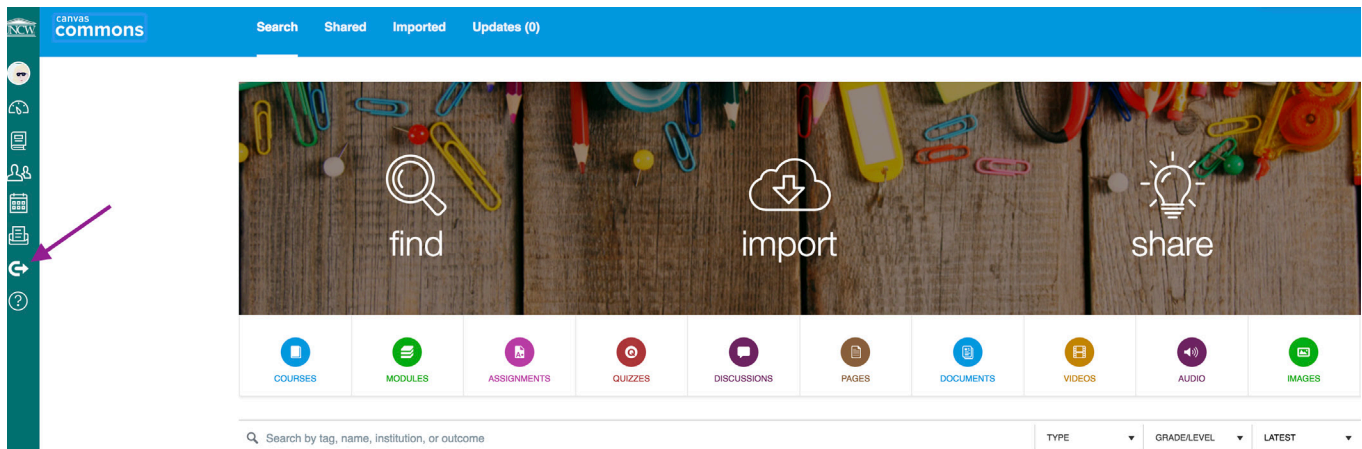 UNCW
canvas
commons
Search Shared Imported Updates (0)
find import share
COURSES MODULES ASSIGNMENTS QUIZZES DISCUSSIONS PAGES DOCUMENTS VIDEOS AUDIO IMAGES
Search by tag, name, institution, or outcome TYPE GRADE/LEVEL LATEST